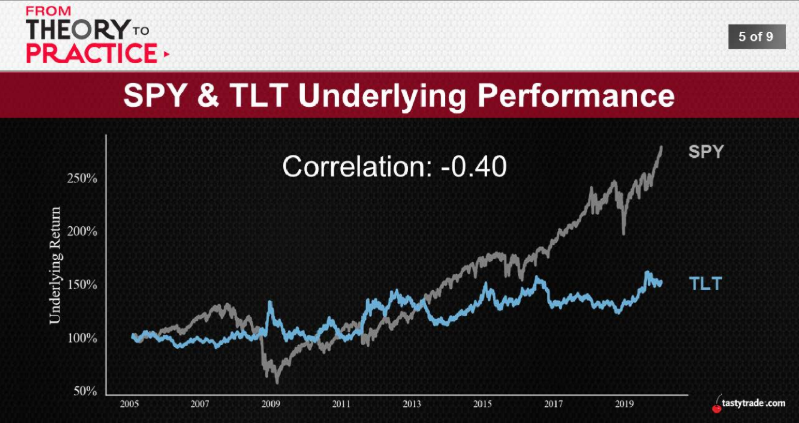 FROM
THEORY TO
PRACTICE
5 of 9
SPY & TLT Underlying Performance
Correlation: -0.40
SPY
TLT
Underlying Return
250%
200%
150%
100%
50%
2005 2007 2009 2011 2013 2015 2017 2019
tastytrade.com